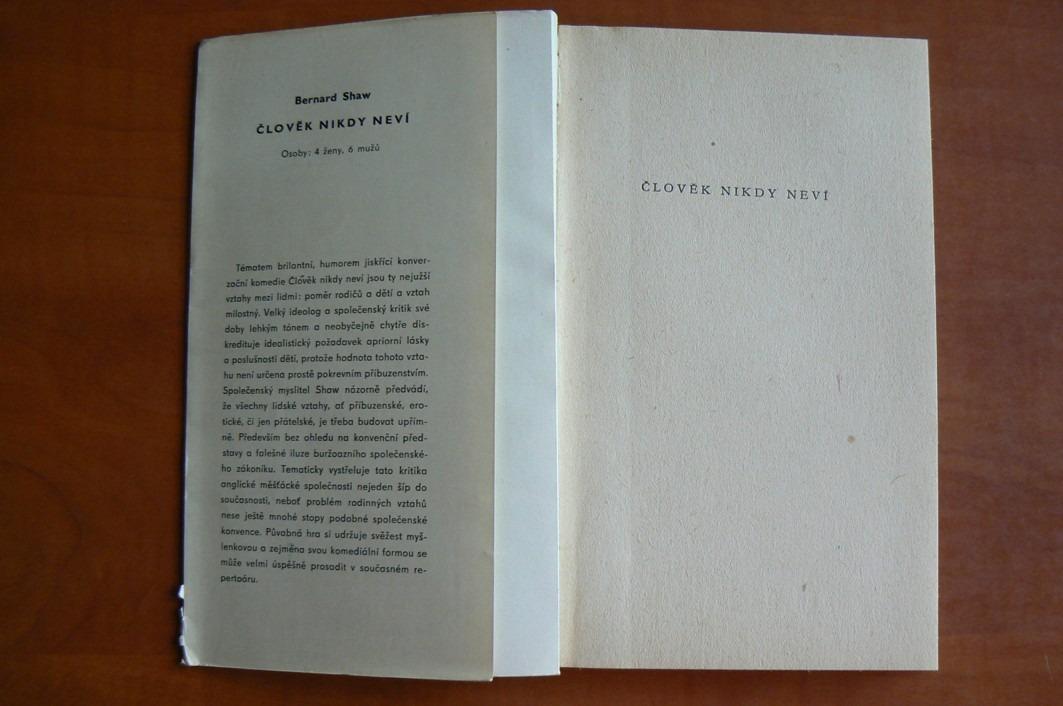 Bernard Shaw
ČLOVĚK NIKDY NEVÍ
Osoby: 4 ženy, 6 mužů
Tématem brilantní, humorem jiskřící konver-
zační komedie Člověk nikdy neví jsou ty nejužší
vztahy mezi lidmi: poměr rodičů a dětí a vztah
milostný. Velký ideolog a společenský kritik své
doby lehkým tónem a neobyčejně chytře dis-
kredituje idealistický požadavek apriorní lásky
a poslušnosti dětí, protože hodnota tohoto vzta-
hu není určena prostě pokrevním příbuzenstvím.
Společenský myslitel Shaw názorně předvádí,
že všechny lidské vztahy, ať příbuzenské, ero-
tické, či jen přátelské, je třeba budovat upřím-
ně. Především bez ohledu na konvenční před-
stavy a falešné iluze buržoazního společenské-
ho zákoníku. Tematicky vystřeluje tato kritika
anglické měšťácké společnosti nejeden šíp do
současnosti, neboť problém rodinných vztahů
nese ještě mnohé stopy podobné společenské
konvence. Půvabná hra si udržuje svěžest myš-
lenkovou a zejména svou komediální formou se
může velmi úspěšně prosadit v současném re-
pertoáru.
ČLOVĚK NIKDY NEVÍ